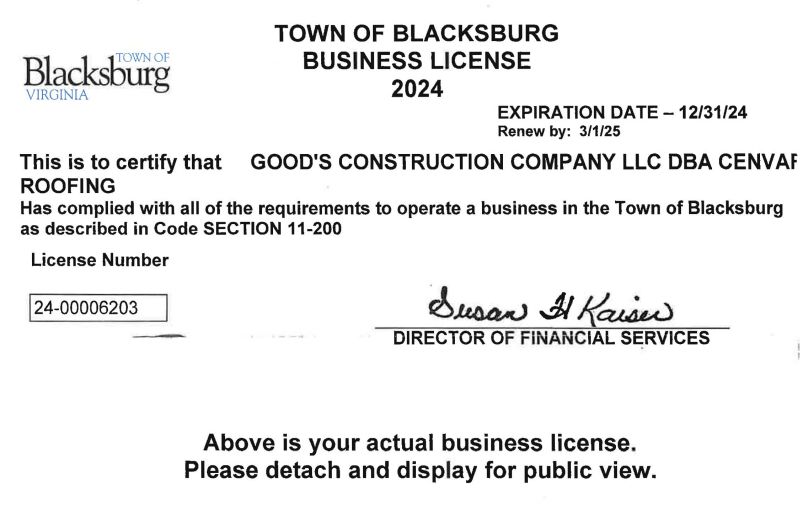 TOWN OF BLACKSBURG
BUSINESS LICENSE
2024
TOWN OF
Blacksburg
VIRGINIA
EXPIRATION DATE – 12/31/24
Renew by: 3/1/25
This is to certify that GOOD'S CONSTRUCTION COMPANY LLC DBA
ROOFING
Has complied with all of the requirements to operate a business in the Town of Blacksburg
as described in Code SECTION 11-200
License Number
24-00006203
Susan H Kaiser
DIRECTOR OF FINANCIAL SERVICES
Above is your actual business license.
Please detach and display for public view.